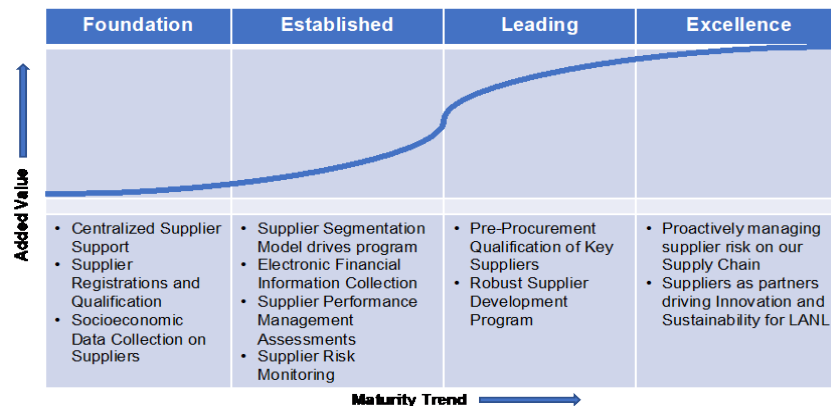 Foundation
Established
Leading
Excellence
Added Value
• Centralized Supplier
Support
• Supplier
Registrations and
Qualification
• Socioeconomic
Data Collection on
Suppliers
• Supplier Segmentation
Model drives program
• Electronic Financial
Information Collection
• Supplier Performance
Management
Assessments
• Supplier Risk
Monitoring
• Pre-Procurement
Qualification of Key
Suppliers
• Robust Supplier
Development
Program
• Proactively managing
supplier risk on our
Supply Chain
• Suppliers as partners
driving Innovation and
Sustainability for LANL
Maturity Trend